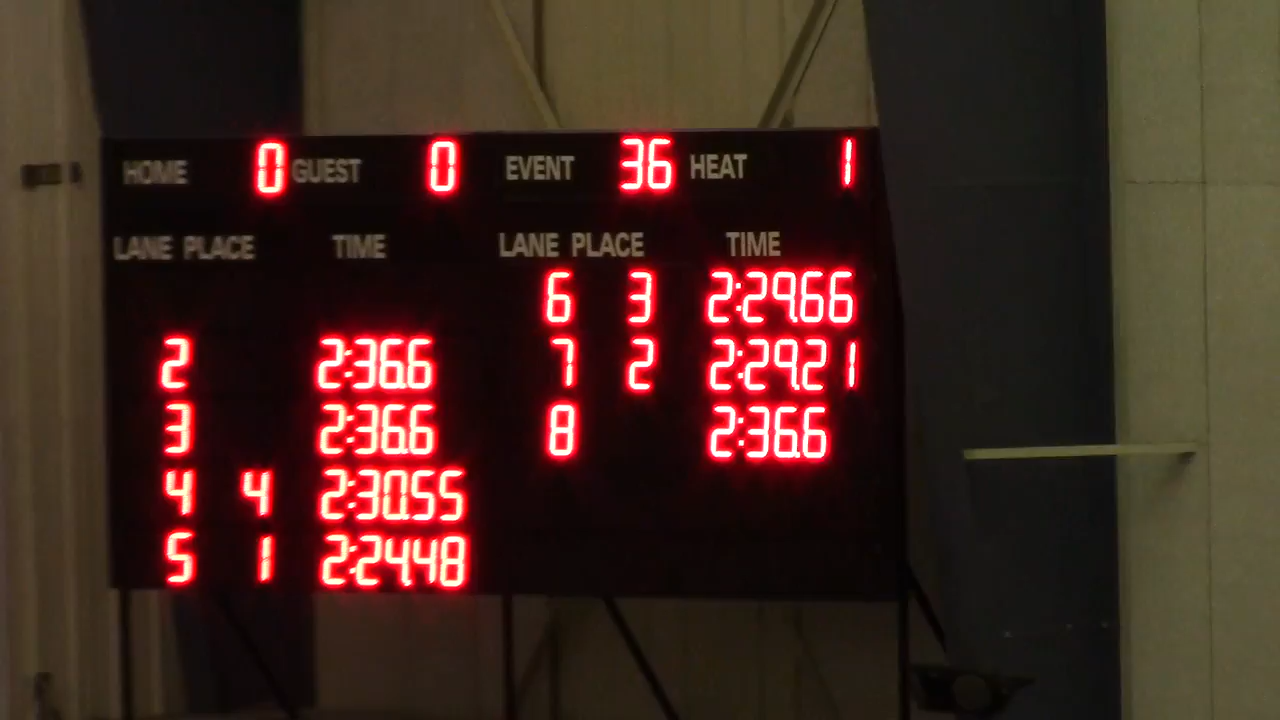 HOME 0 GUEST 0 EVENT 36 HEAT 1
LANE PLACE TIME LANE PLACE TIME
6 3 2:29.66
2 2:36.6 7 2 2:29.21
3 2:36.6 8 2:36.6
4 4 2:30.55
5 1 2:24.48